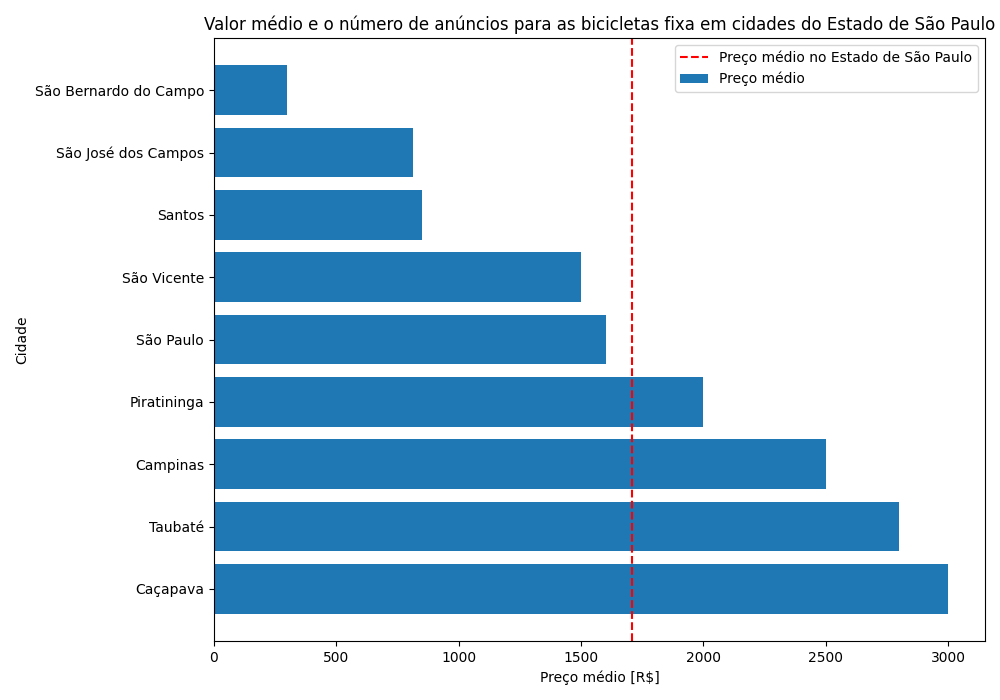 Valor médio e o número de anúncios para as bicicletas fixa em cidades do Estado de São Paulo
Preço médio no Estado de São Paulo
Preço médio
São Bernardo do Campo
São José dos Campos
Santos
São Vicente
São Paulo
Piratininga
Campinas
Taubaté
Caçapava
Cidade
0 500 1000 1500 2000 2500 3000
Preço médio [R$]